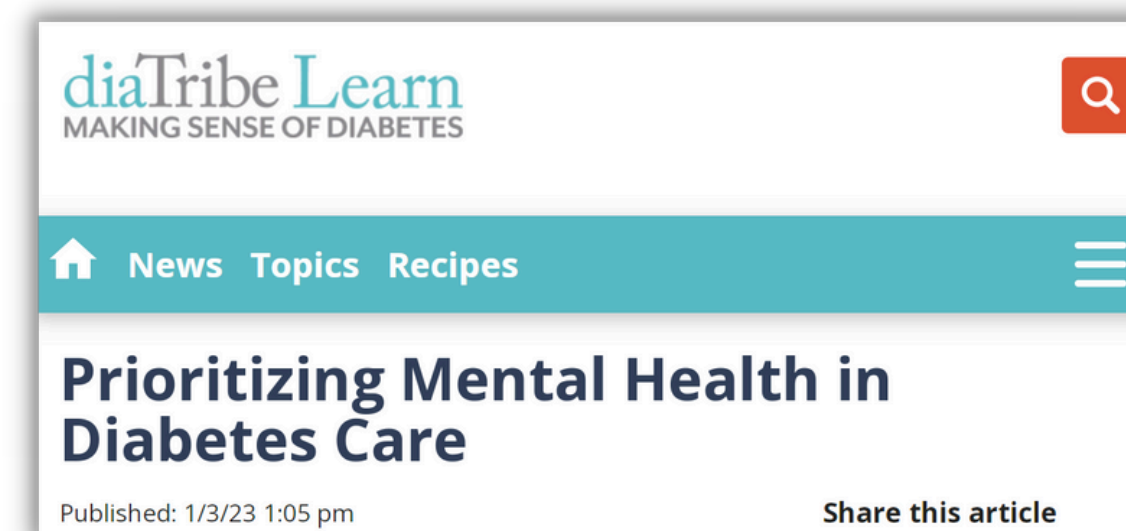 diaTribe Learn
MAKING SENSE OF DIABETES
News Topics Recipes
Prioritizing Mental Health in
Diabetes Care
Published: 1/3/23 1:05 pm
Share this article